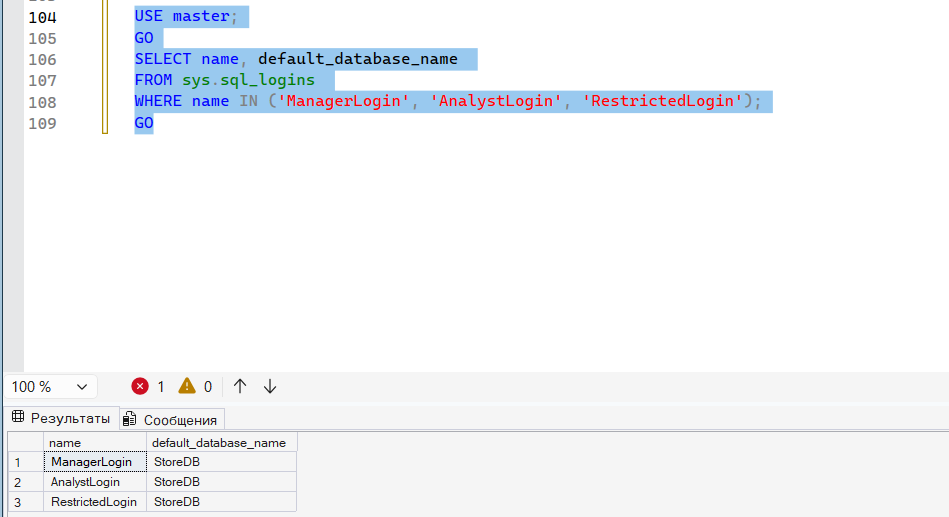 104 USE master;
105 GO
106 SELECT name, default_database_name
107 FROM sys.sql_logins
108 WHERE name IN ('ManagerLogin', 'AnalystLogin', 'RestrictedLogin');
109 GO
100 % 1 0
Результаты Сообщения
name default_database_name
1 ManagerLogin StoreDB
2 AnalystLogin StoreDB
3 RestrictedLogin StoreDB